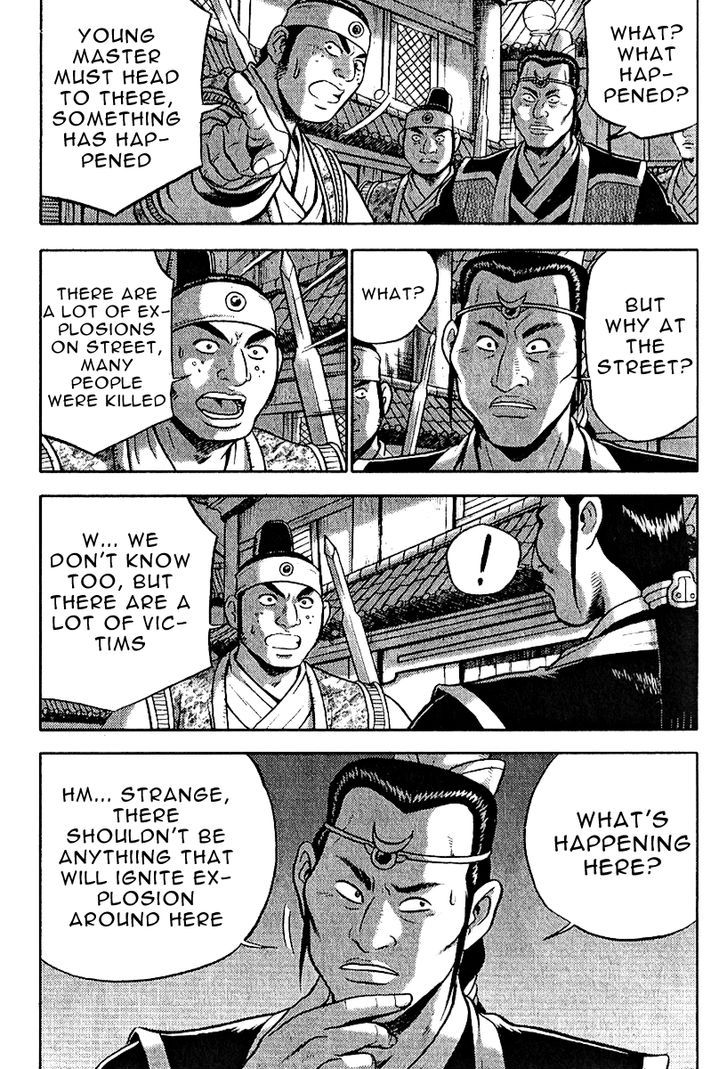 YOUNG
MASTER
MUST HEAD
TO THERE,
SOMETHING
HAS HAP-
PENED
WHAT?
WHAT
HAP-
PENED?
THERE ARE
A LOT OF EX-
PLOSIONS
ON STREET,
MANY
PEOPLE
WERE KILLED
WHAT?
BUT
WHY AT
THE
STREET?
W... WE
DON'T KNOW
TOO, BUT
THERE ARE A
LOT OF VIC-
TIMS
!
HM... STRANGE,
THERE
SHOULDN'T BE
ANYTHIING THAT
WILL IGNITE EX-
PLOSION
AROUND HERE
WHAT'S
HAPPENING
HERE?